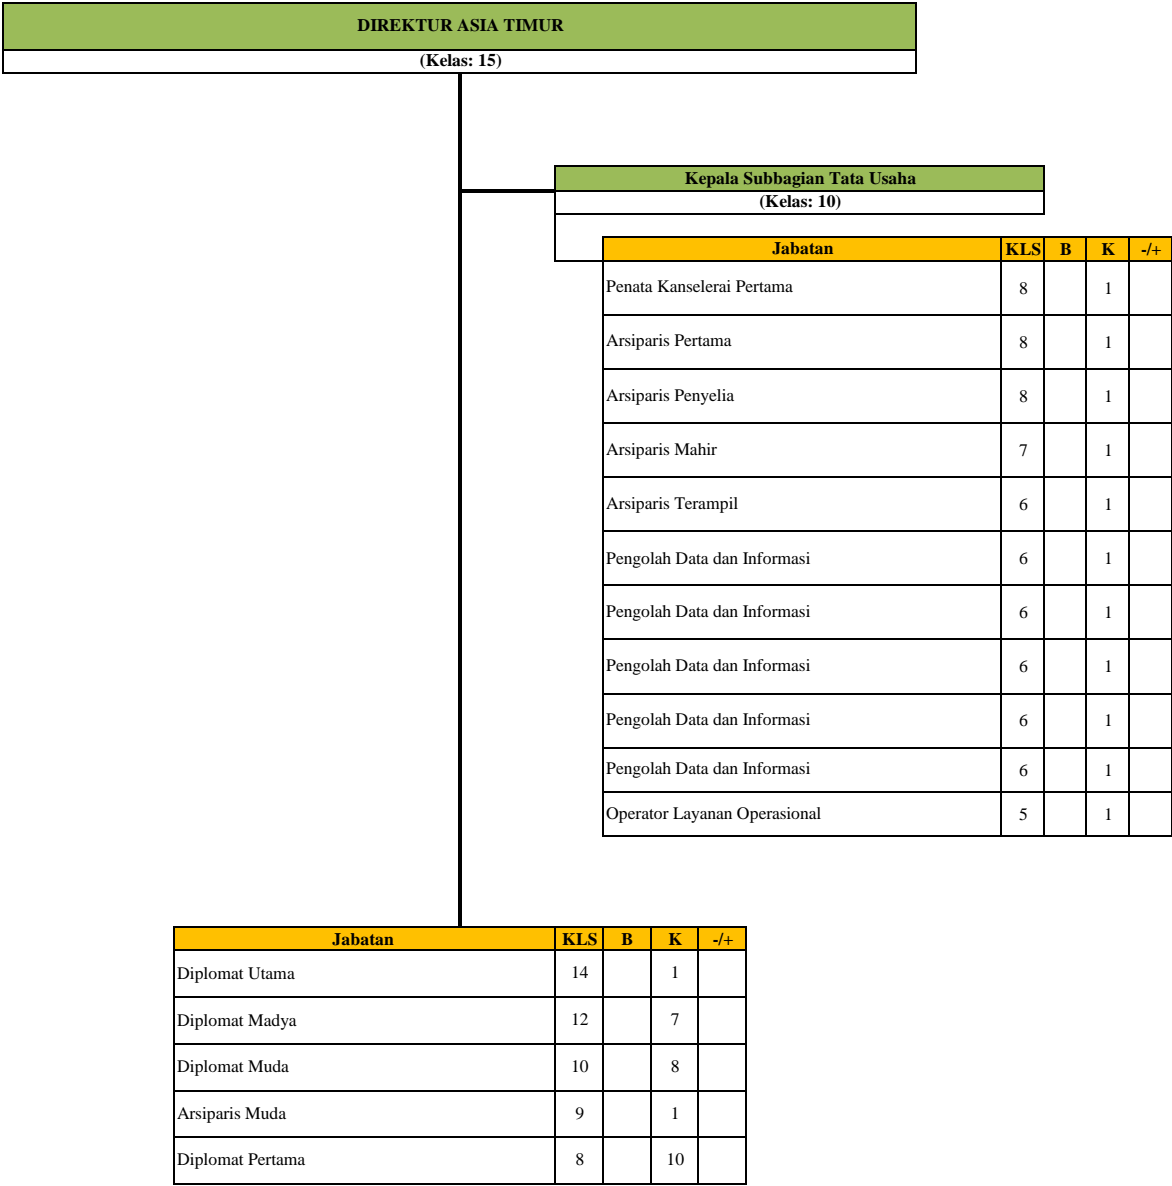 DIREKTUR ASIA TIMUR
(Kelas: 15)
Kepala Subbagian Tata Usaha
(Kelas: 10)
Jabatan KLS B K -/+
Penata Kanselerai Pertama 8 1
Arsiparis Pertama 8 1
Arsiparis Penyelia 8 1
Arsiparis Mahir 7 1
Arsiparis Terampil 6 1
Pengolah Data dan Informasi 6 1
Pengolah Data dan Informasi 6 1
Pengolah Data dan Informasi 6 1
Pengolah Data dan Informasi 6 1
Pengolah Data dan Informasi 6 1
Operator Layanan Operasional 5 1
Jabatan KLS B K -/+
Diplomat Utama 14 1
Diplomat Madya 12 7
Diplomat Muda 10 8
Arsiparis Muda 9 1
Diplomat Pertama 8 10